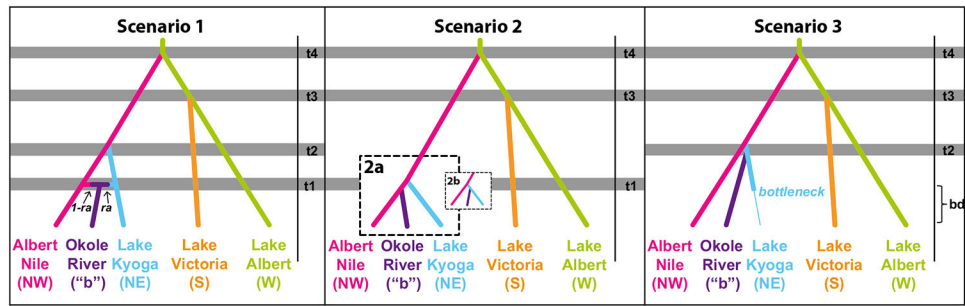 Scenario 1
t4
t3
t2
t1
1-ra
ra
Albert Nile (NW)
Okole River ("b")
Lake Kyoga (NE)
Lake Victoria (S)
Lake Albert (W)
Scenario 2
t4
t3
t1
2a
2b
Albert Nile (NW)
Okole River ("b")
Lake Kyoga (NE)
Lake Victoria (S)
Lake Albert (W)
Scenario 3
t4
t3
t2
bottleneck
bd
Albert Nile (NW)
Okole River ("b")
Lake Kyoga (NE)
Lake Victoria (S)
Lake Albert (W)